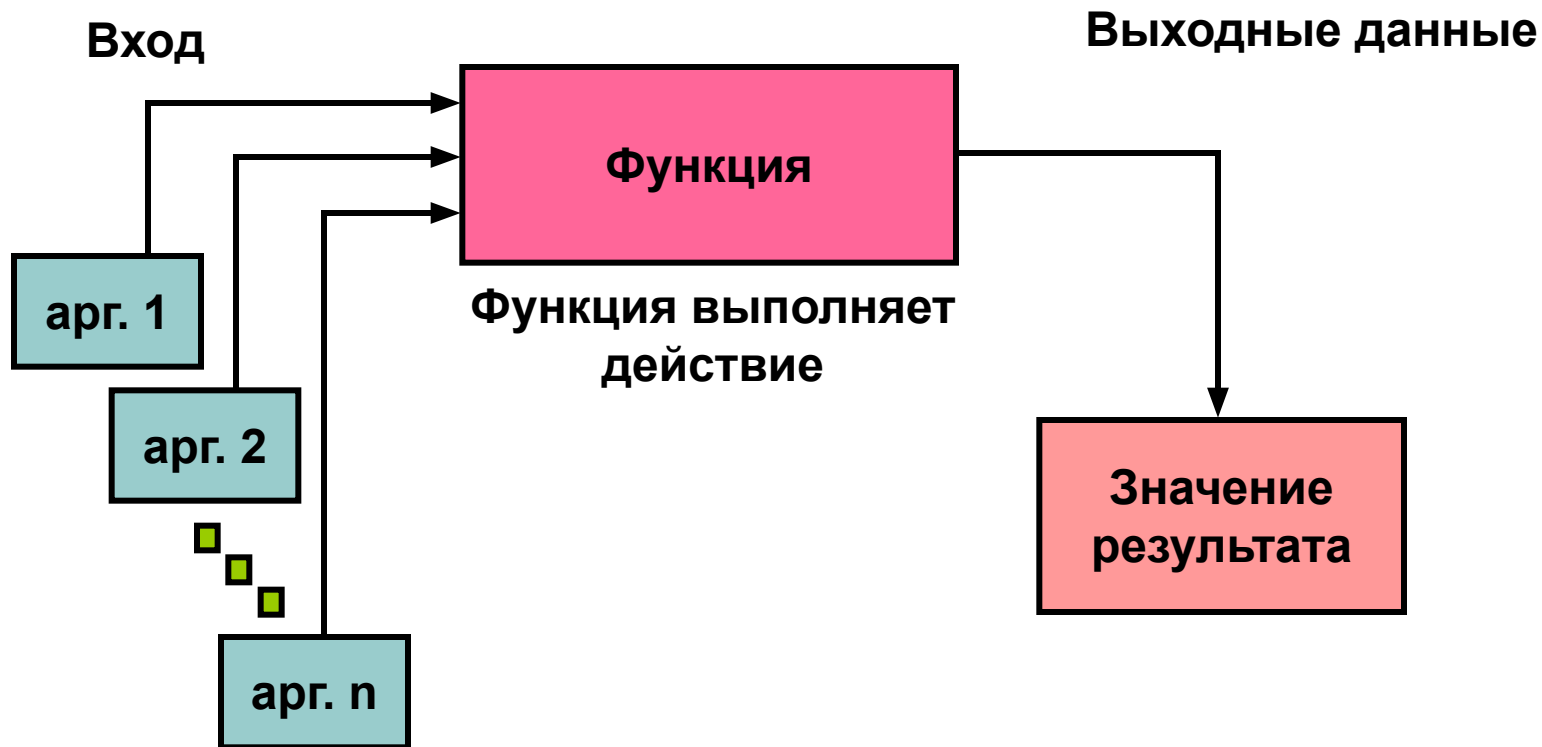 Вход
Выходные данные
Функция
Функция выполняет
действие
арг. 1
арг. 2
арг. n
Значение
результата